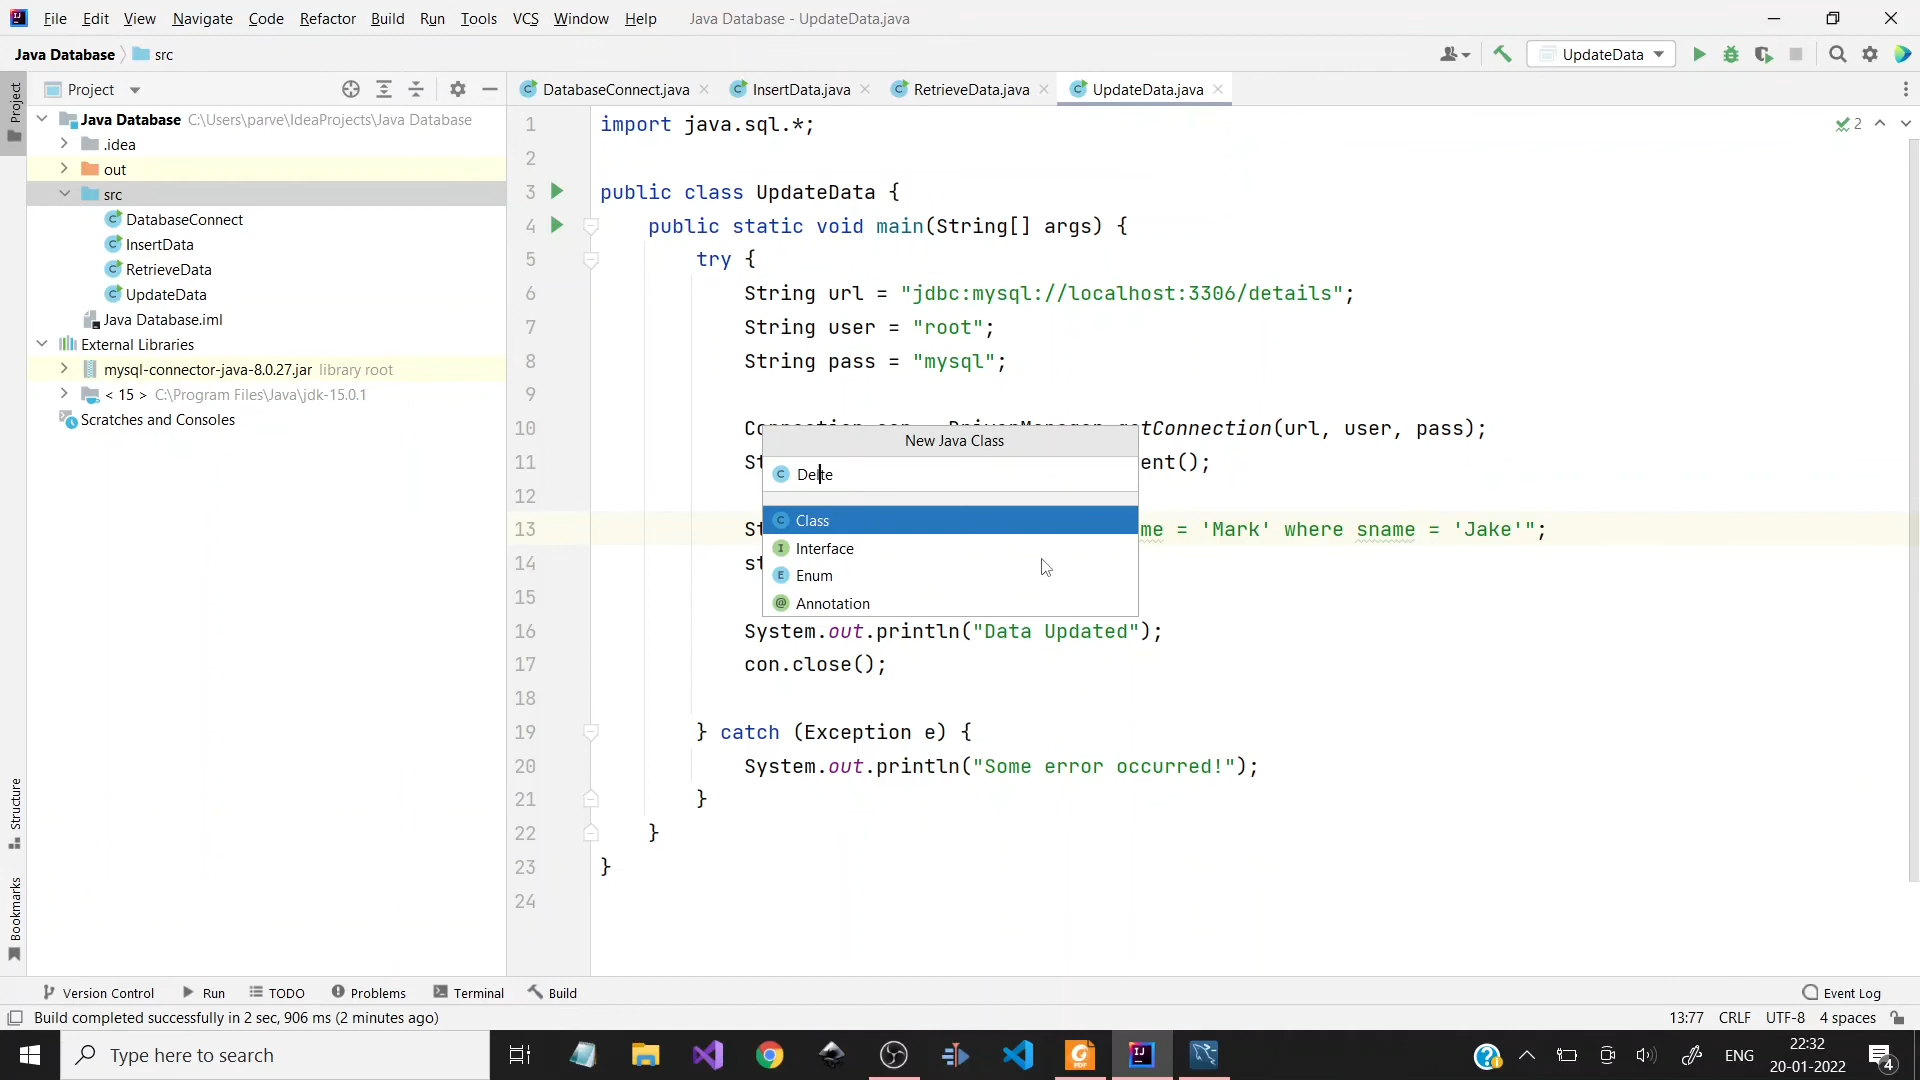 File Edit View Navigate Code Refactor Build Run Tools VCS Window Help Java Database - UpdateData.java
Java Database src UpdateData
Project
Project
DatabaseConnect.java InsertData.java RetrieveData.java UpdateData.java
Java Database C:\Users\parve\IdeaProjects\Java Database
.idea
out
src
DatabaseConnect
InsertData
RetrieveData
UpdateData
Java Database.iml
External Libraries
mysql-connector-java-8.0.27.jar library root
< 15 > C:\Program Files\Java\jdk-15.0.1
Scratches and Consoles
Structure
Bookmarks
2
1 import java.sql.*;
2
3 public class UpdateData {
4 public static void main(String[] args) {
5 try {
6 String url = "jdbc:mysql://localhost:3306/details";
7 String user = "root";
8 String pass = "mysql";
9
10 tConnection(url, user, pass);
11 St ent();
12
13 St me = 'Mark' where sname = 'Jake'";
14 st
15
16 System.out.println("Data Updated");
17 con.close();
18
19 } catch (Exception e) {
20 System.out.println("Some error occurred!");
21 }
22 }
23 }
24
New Java Class
Delte
Class
Interface
Enum
Annotation
Version Control Run TODO Problems Terminal Build Event Log
Build completed successfully in 2 sec, 906 ms (2 minutes ago) 13:77 CRLF UTF-8 4 spaces
Type here to search
ENG
22:32
20-01-2022
4